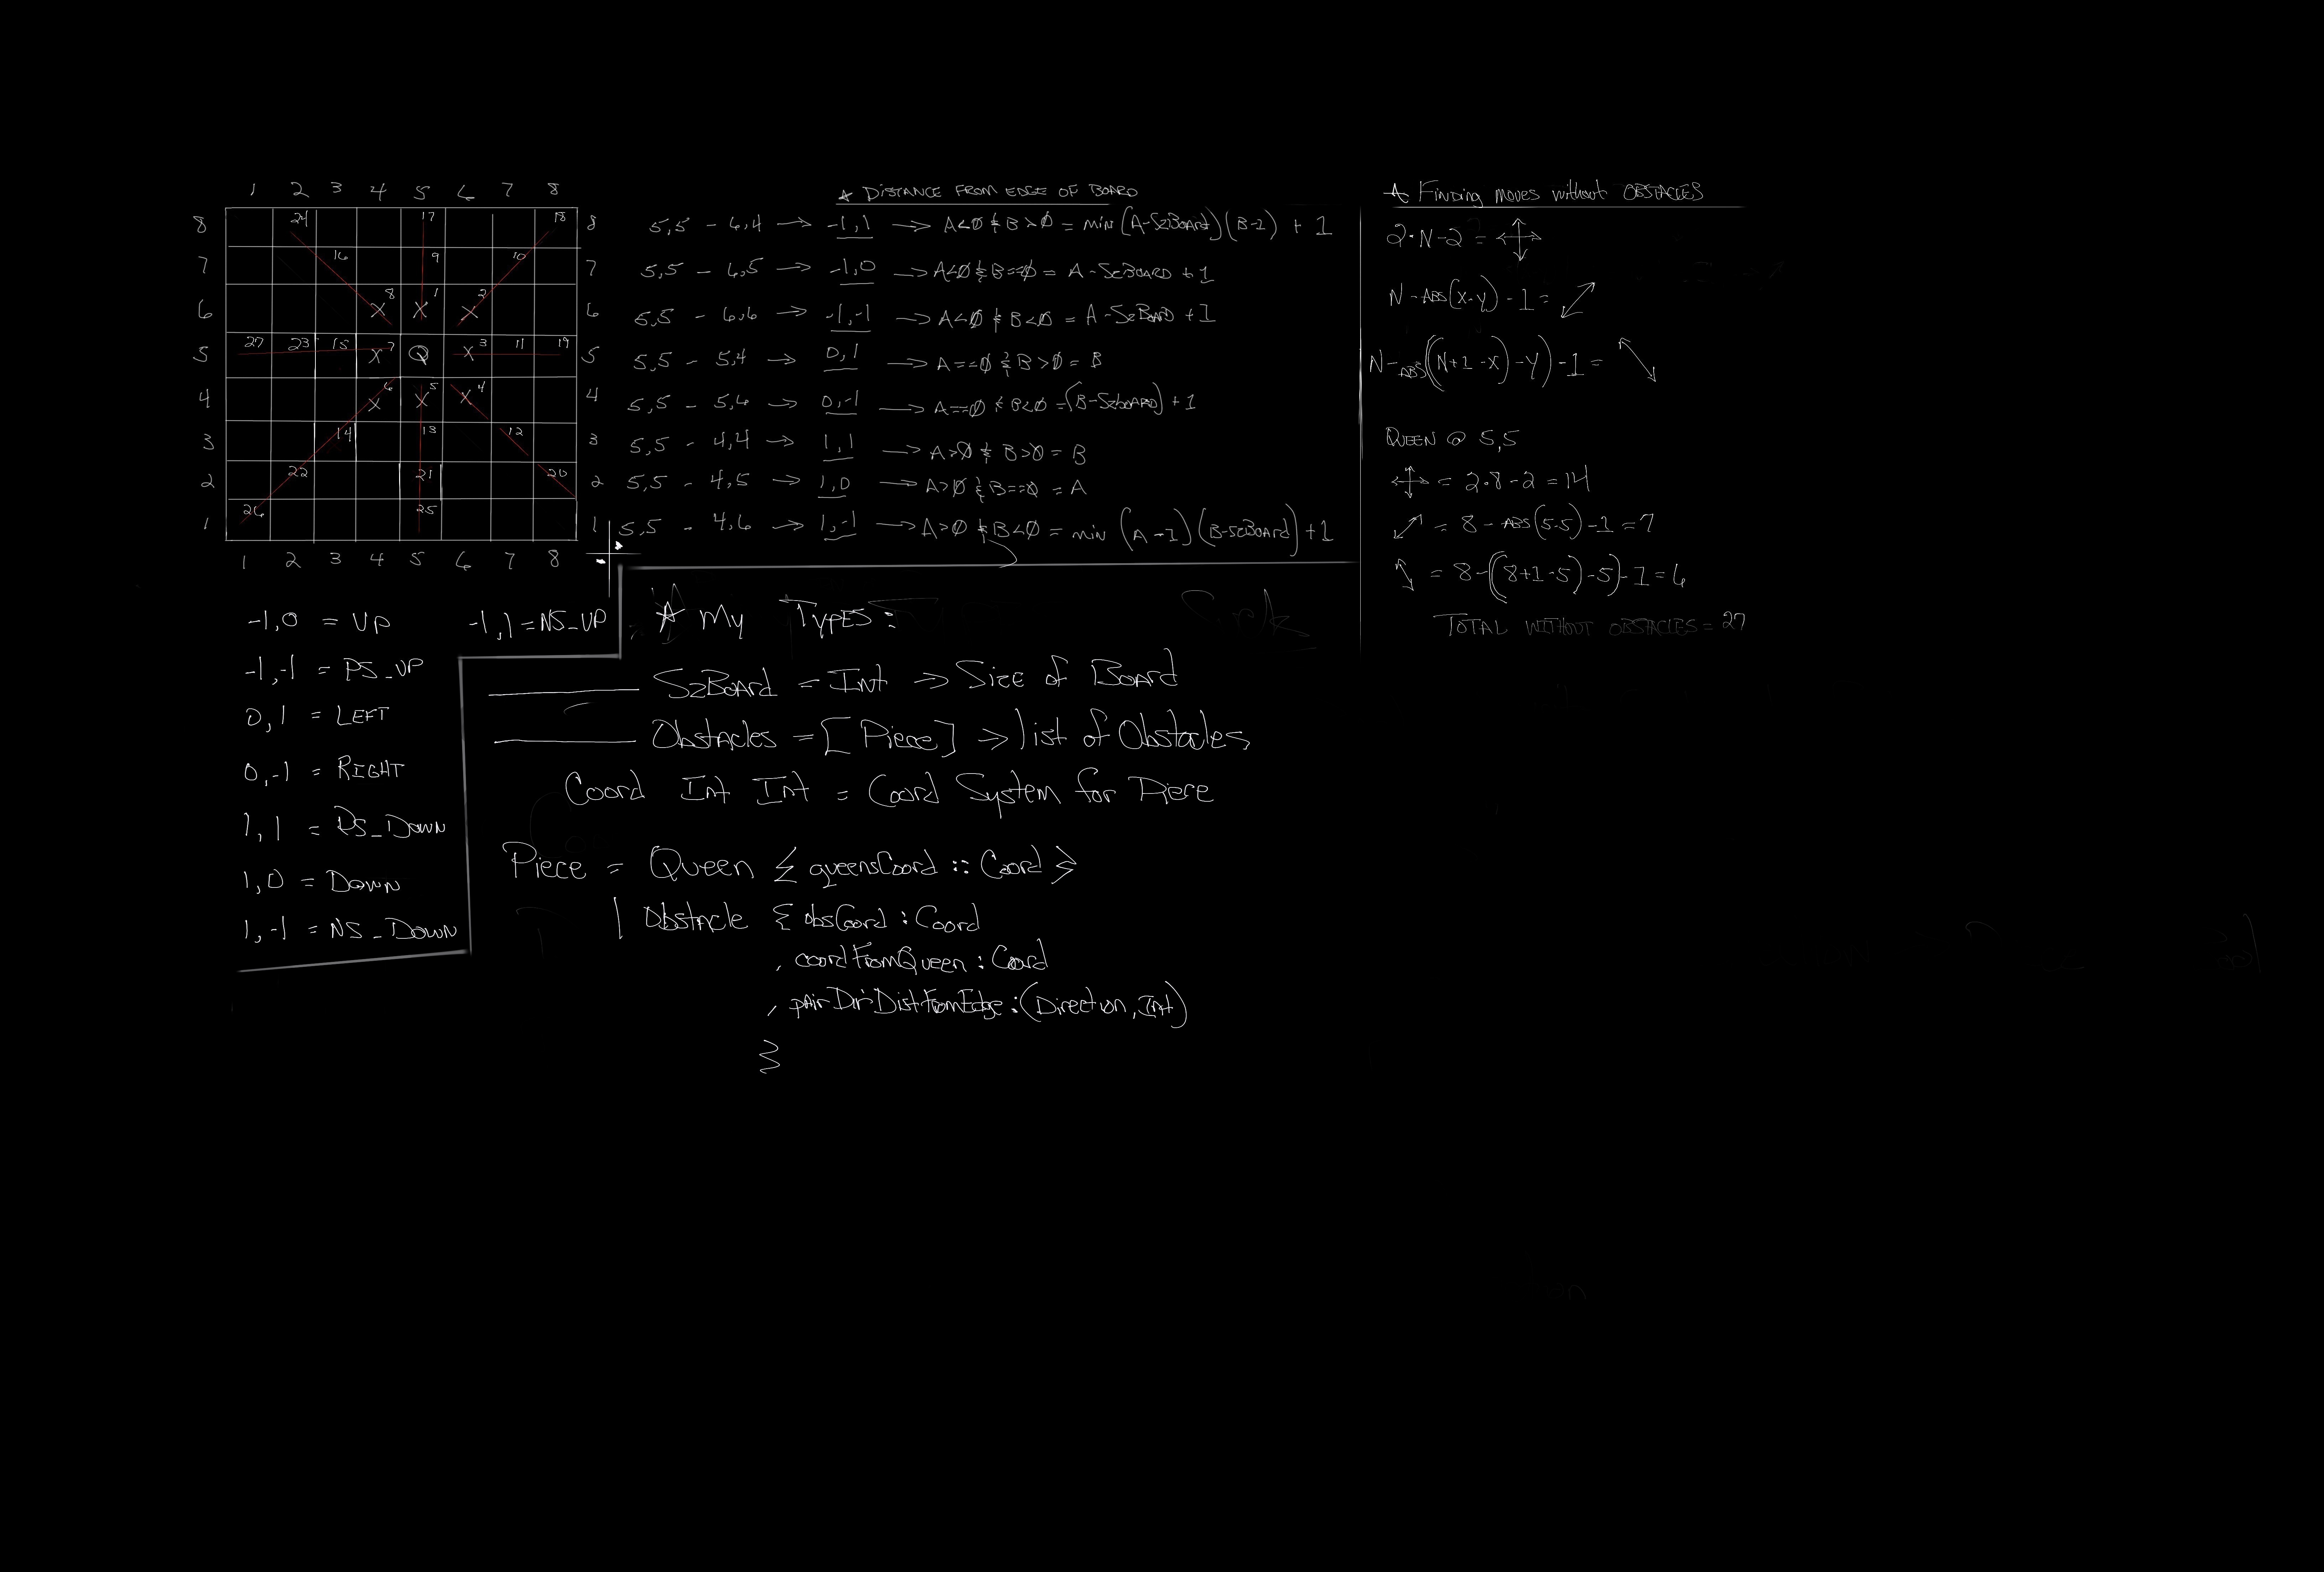 1 2 3 4 5 6 7 8
8 24 17 18 8
7 16 9 10 7
6 X 8 X 1 X 2 6
5 27 23 15 X 7 Q X 3 11 19 5
4 X 6 X 5 X 4 4
3 14 13 12 3
2 22 21 20 2
1 26 25 1
1 2 3 4 5 6 7 8
-1,0 = UP
-1,1 = NS_UP
-1,-1 = PS_UP
0,1 = LEFT
0,-1 = RIGHT
1,1 = PS_DOWN
1,0 = DOWN
1,-1 = NS_DOWN
* DISTANCE FROM EDGE OF BOARD
5,5 - 6,4 → -1,1 → A<0 & B>0 = min (A-SzBoard) (B-1) + 1
5,5 - 6,5 → -1,0 → A<0 & B==0 = A-SzBOARD + 1
5,5 - 6,6 → -1,-1 → A<0 & B<0 = A-SzBoard +1
5,5 - 5,4 → 0,1 → A==0 & B>0 = B
5,5 - 5,6 → 0,-1 → A==0 & B<0 = (B-SzBOARD) + 1
5,5 - 4,4 → 1,1 → A>0 & B>0 = B
5,5 - 4,5 → 1,0 → A>0 & B==0 = A
5,5 - 4,6 → 1,-1 → A>0 & B<0 = min (A-1) (B-SzBoard) + 1
* My TYPES:
SzBoard = Int → Size of Board
Obstacles = [Piece] → list of Obstacles
Coord Int Int = Coord System for Piece
Piece = Queen { queensCoord :: Coord }
| Obstacle { obsCoord : Coord
, coordFromQueen : Coord
, pairDirDistFromEdge : (Direction, Int)
}
* Finding moves without OBSTACLES
2·N-2 =
N-ABS(X-Y) -1 =
N-ABS((N+1-X)-Y)-1 =
QUEEN @ 5,5
= 2·8-2 = 14
= 8-ABS(5-5)-1 = 7
= 8-((8+1-5)-5)-1 = 6
TOTAL WITHOUT OBSTACLES = 27